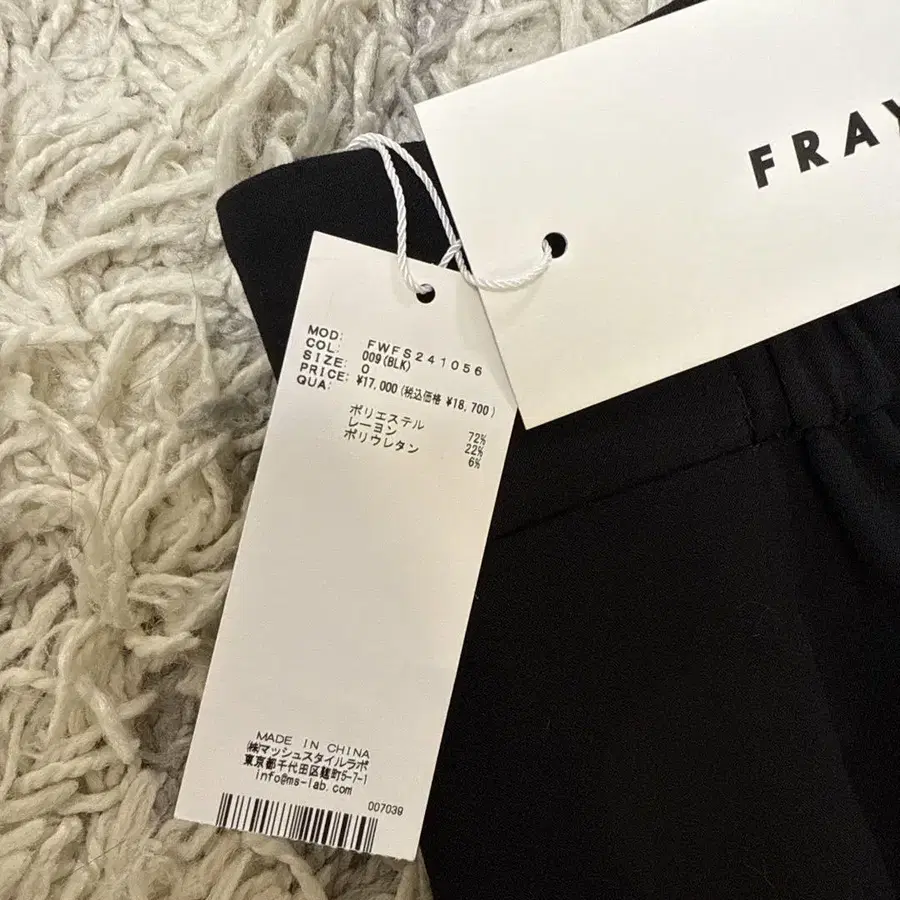 FRAY
MOD: FWFS241056
COL: 009(BLK)
SIZE: 0
PRICE: ¥17,000(税込価格 ¥18,700)
QUA:
ポリエステル 72%
レーヨン 22%
ポリウレタン 6%
MADE IN CHINA
㈱マッシュスタイルラボ
東京都千代田区麹町5-7-1
info@ms-lab.com
007039